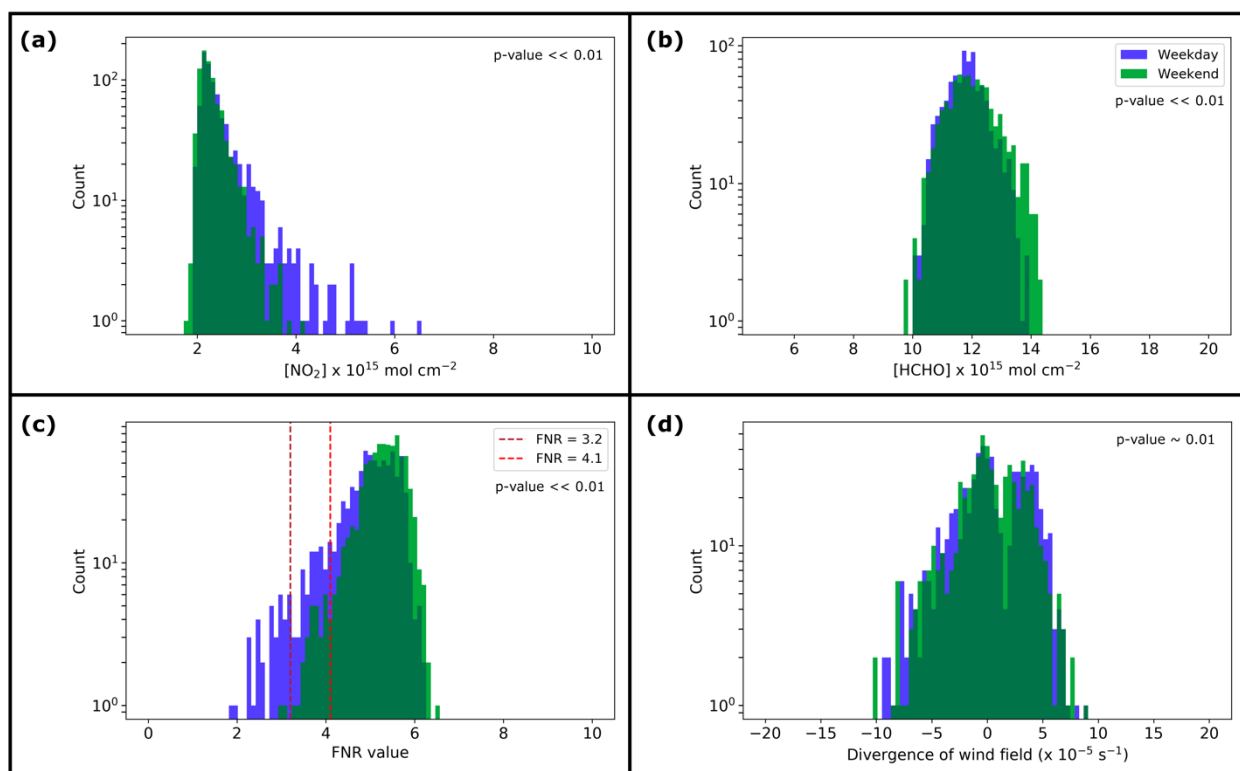 (a)
p-value << 0.01
10²
10¹
10⁰
Count
2 4 6 8 10
[NO₂] x 10¹⁵ mol cm⁻²
(b)
Weekday
Weekend
p-value << 0.01
10²
10¹
10⁰
Count
6 8 10 12 14 16 18 20
[HCHO] x 10¹⁵ mol cm⁻²
(c)
FNR = 3.2
FNR = 4.1
p-value << 0.01
10¹
10⁰
Count
0 2 4 6 8 10
FNR value
(d)
p-value ~ 0.01
10¹
10⁰
Count
−20 −15 −10 −5 0 5 10 15 20
Divergence of wind field (x 10⁻⁵ s⁻¹)